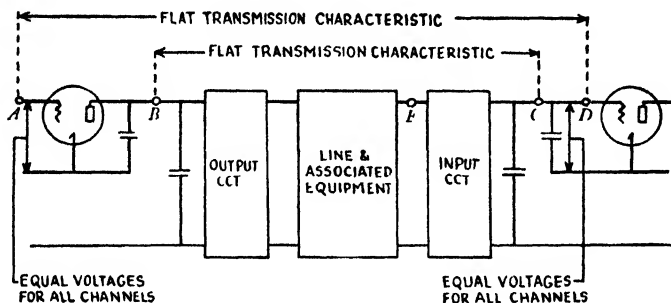 FLAT TRANSMISSION CHARACTERISTIC
FLAT TRANSMISSION CHARACTERISTIC
A
B
E
C
D
OUTPUT
CCT
LINE &
ASSOCIATED
EQUIPMENT
INPUT
CCT
EQUAL VOLTAGES
FOR ALL CHANNELS
EQUAL VOLTAGES
FOR ALL CHANNELS